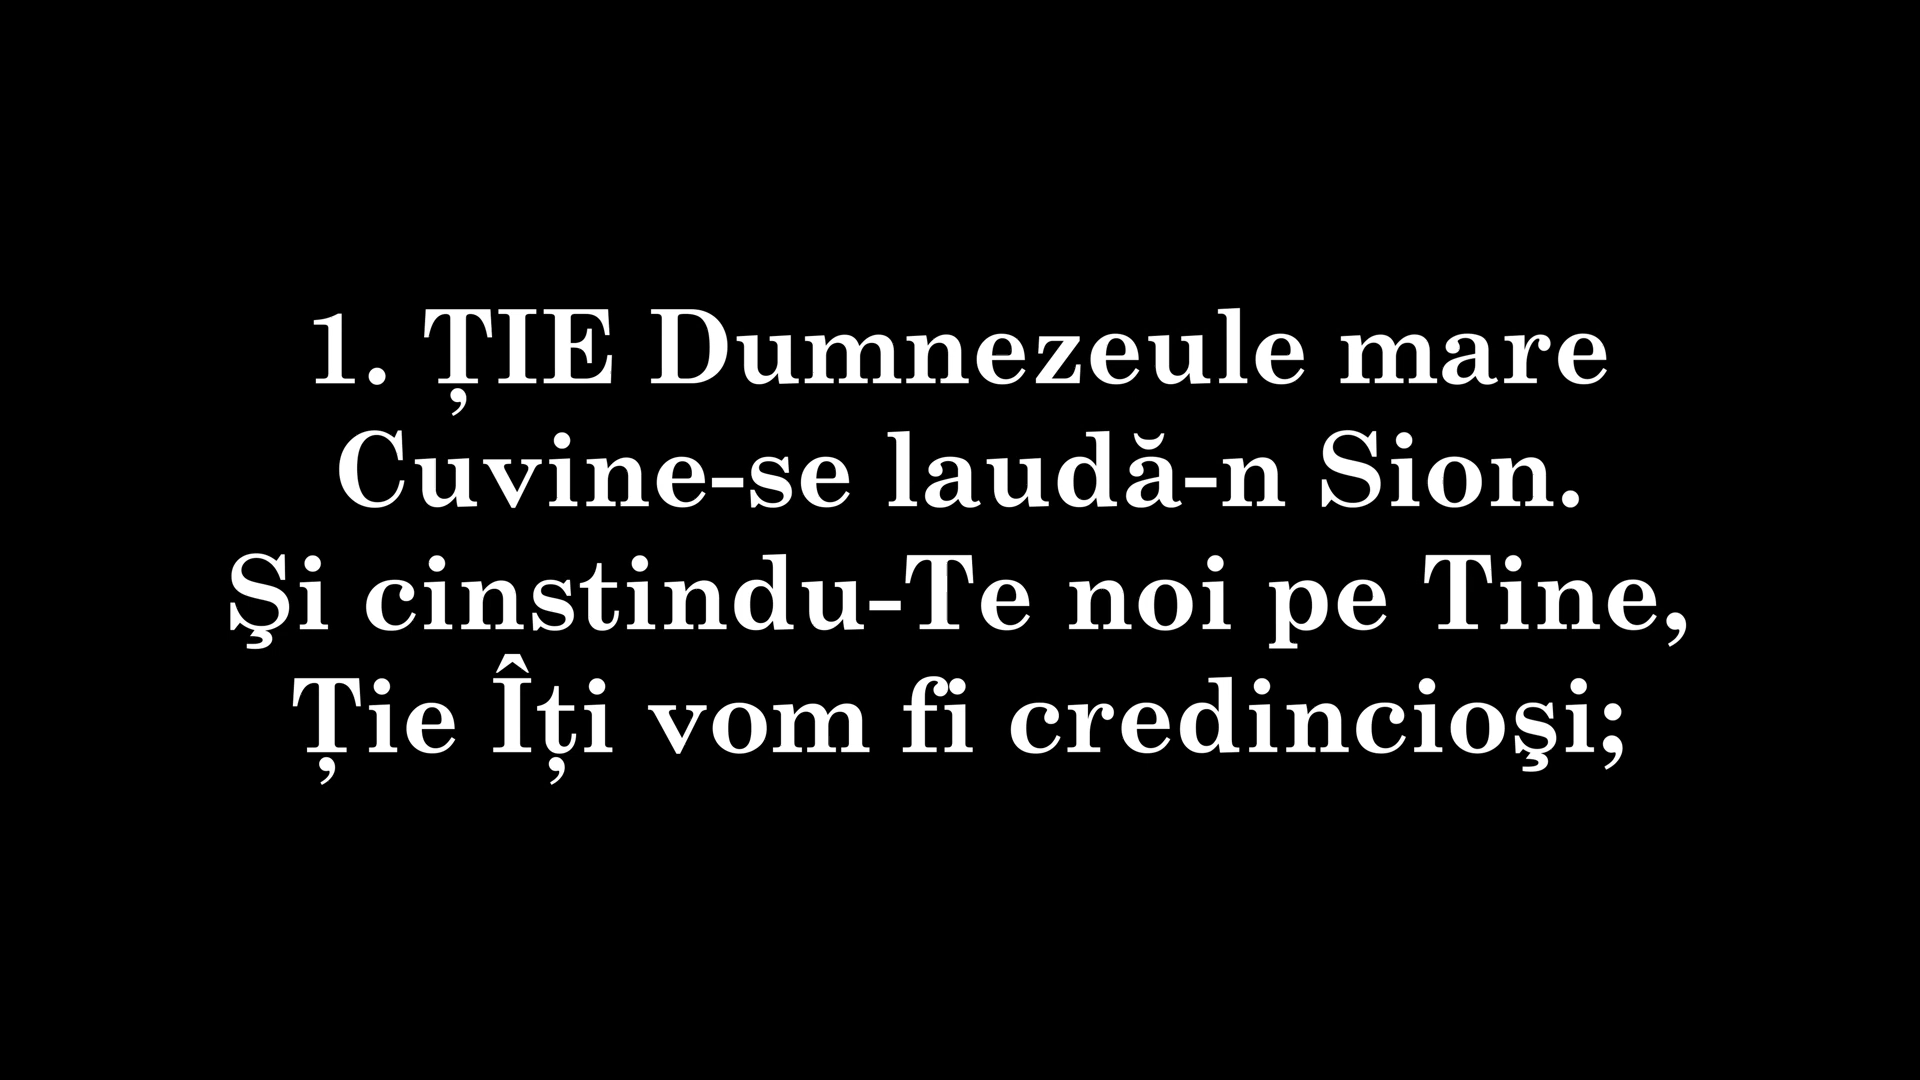 1. ȚIE Dumnezeule mare
Cuvine-se laudă-n Sion.
Şi cinstindu-Te noi pe Tine,
Ție Îți vom fi credincioşi;